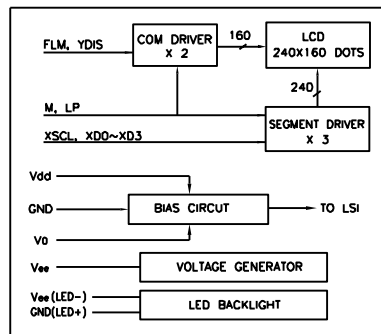 COM DRIVER
X 2
160
LCD
240X160 DOTS
FLM, YDIS
240
M, LP
SEGMENT DRIVER
X 3
XSCL, XD0~XD3
Vdd
GND
BIAS CIRCUT
TO LSI
V0
Vee
VOLTAGE GENERATOR
Vee(LED-)
GND(LED+)
LED BACKLIGHT